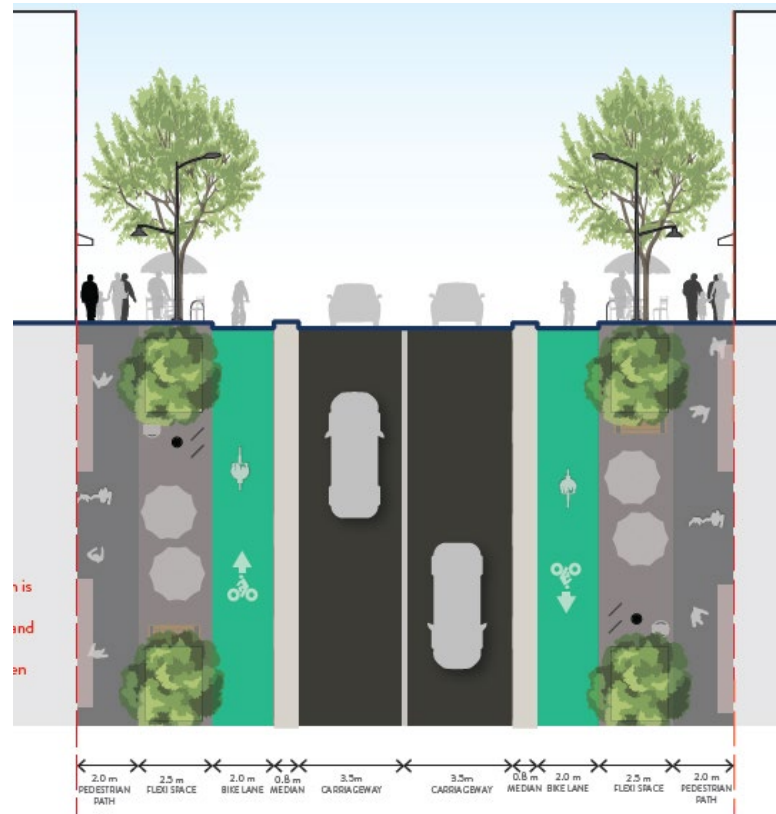 n is
and
en
2.0 m
PEDESTRIAN
PATH
2.5 m
FLEXI SPACE
2.0 m
BIKE LANE
0.8 m
MEDIAN
3.5m
CARRIAGEWAY
3.5m
CARRIAGEWAY
0.8 m
MEDIAN
2.0 m
BIKE LANE
2.5 m
FLEXI SPACE
2.0 m
PEDESTRIAN
PATH